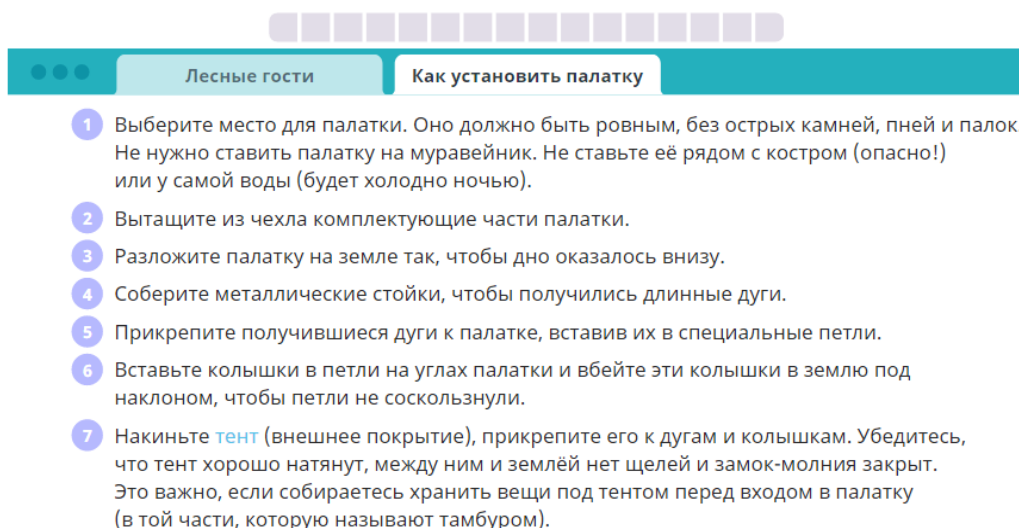 Лесные гости
Как установить палатку
1 Выберите место для палатки. Оно должно быть ровным, без острых камней, пней и палок
Не нужно ставить палатку на муравейник. Не ставьте её рядом с костром (опасно!)
или у самой воды (будет холодно ночью).
2 Вытащите из чехла комплектующие части палатки.
3 Разложите палатку на земле так, чтобы дно оказалось внизу.
4 Соберите металлические стойки, чтобы получились длинные дуги.
5 Прикрепите получившиеся дуги к палатке, вставив их в специальные петли.
6 Вставьте колышки в петли на углах палатки и вбейте эти колышки в землю под
наклоном, чтобы петли не соскользнули.
7 Накиньте тент (внешнее покрытие), прикрепите его к дугам и колышкам. Убедитесь,
что тент хорошо натянут, между ним и землёй нет щелей и замок-молния закрыт.
Это важно, если собираетесь хранить вещи под тентом перед входом в палатку
(в той части, которую называют тамбуром).